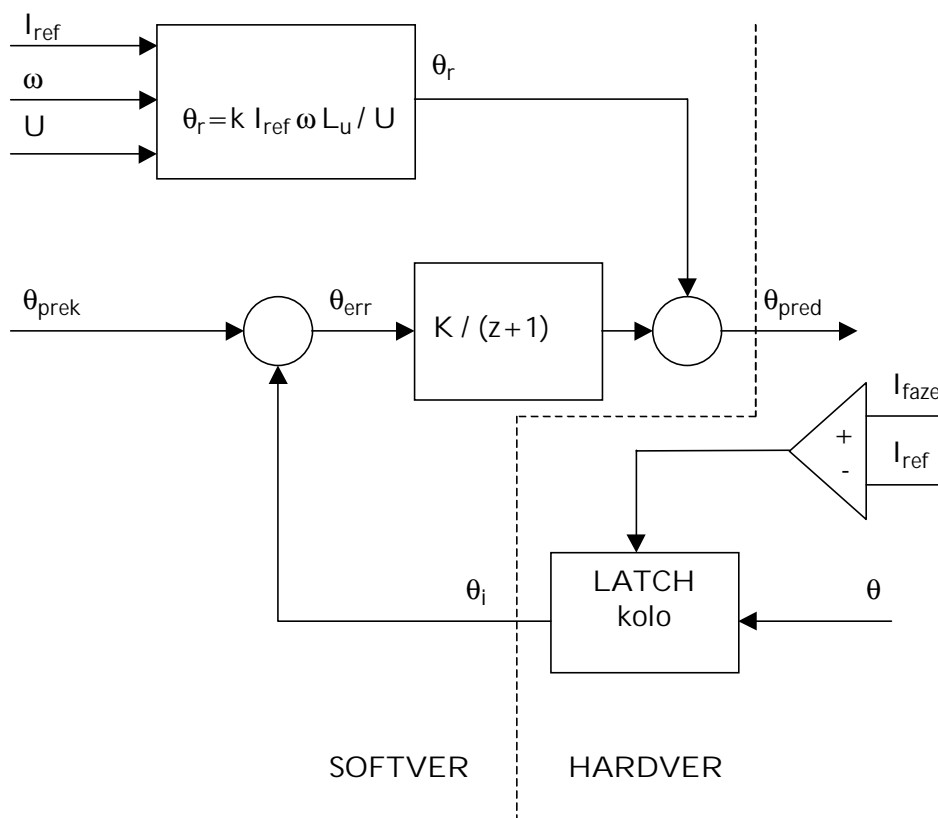 I_ref
ω
U
θ_r = k I_ref ω L_u / U
θ_r
θ_prek
θ_err
K / (z+1)
θ_pred
I_faze
+
I_ref
-
LATCH
kolo
θ_i
θ
SOFTVER
HARDVER